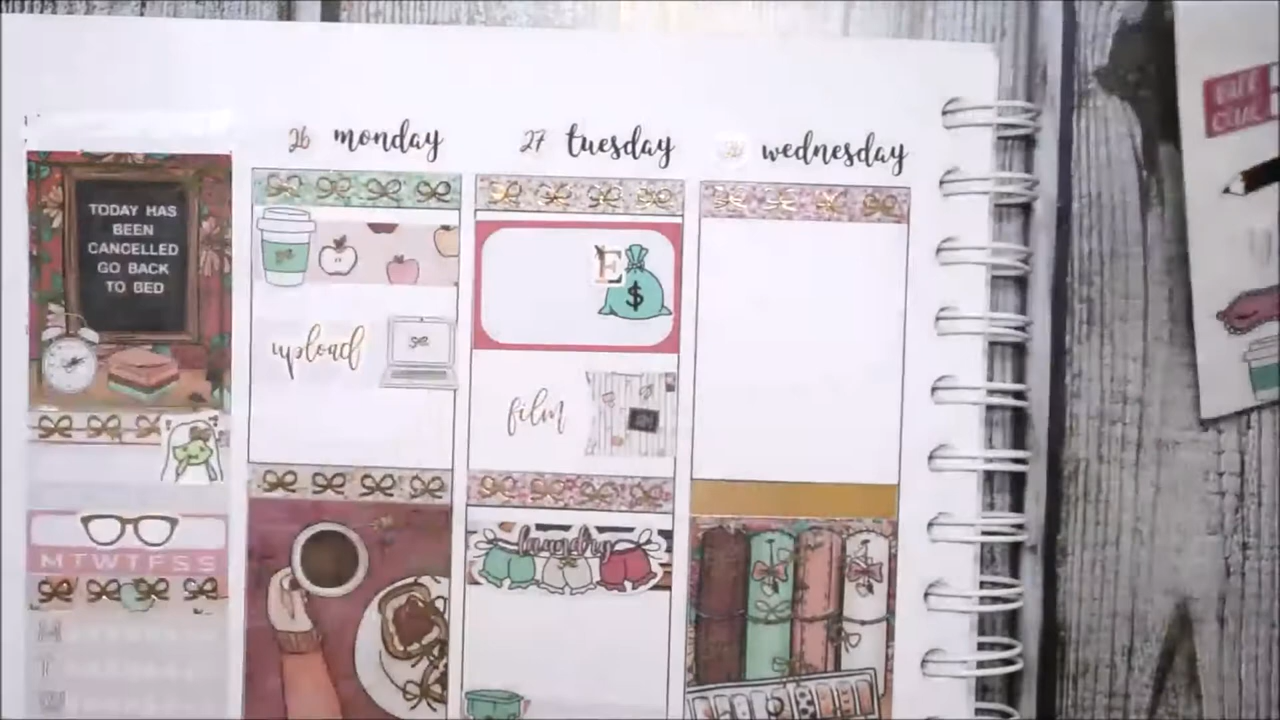 26 monday
27 tuesday
wednesday
TODAY HAS
BEEN
CANCELLED
GO BACK
TO BED
upload
E
$
film
laundry
M T W T F S S
M
T
W